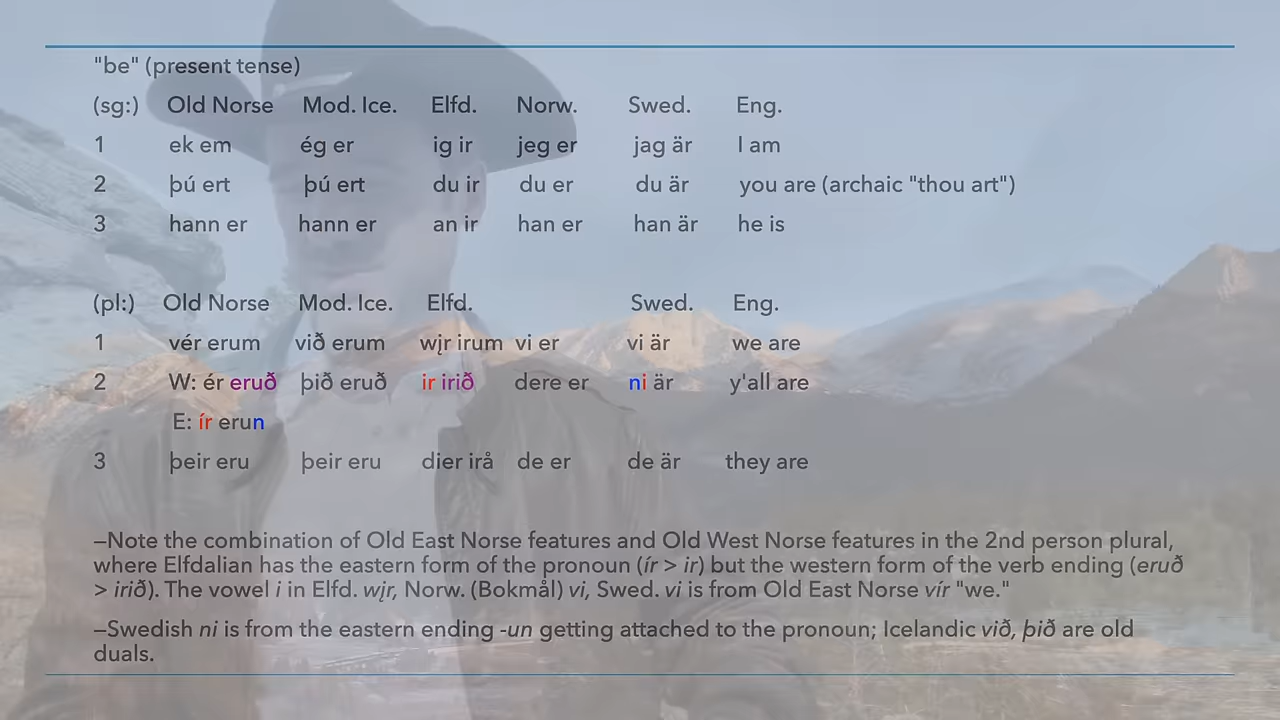 "be" (present tense)
(sg:) Old Norse Mod. Ice. Elfd. Norw. Swed. Eng.
1 ek em ég er ig ir jeg er jag är I am
2 þú ert þú ert du ir du er du är you are (archaic "thou art")
3 hann er hann er an ir han er han är he is
(pl:) Old Norse Mod. Ice. Elfd. Swed. Eng.
1 vér erum við erum wįr irum vi er vi är we are
2 W: ér eruð þið eruð ir irið dere er ni är y'all are
E: ír erun
3 þeir eru þeir eru dier irå de er de är they are
–Note the combination of Old East Norse features and Old West Norse features in the 2nd person plural,
where Elfdalian has the eastern form of the pronoun (ír > ir) but the western form of the verb ending (eruð
> irið). The vowel i in Elfd. wįr, Norw. (Bokmål) vi, Swed. vi is from Old East Norse vír "we."
–Swedish ni is from the eastern ending -un getting attached to the pronoun; Icelandic við, þið are old
duals.